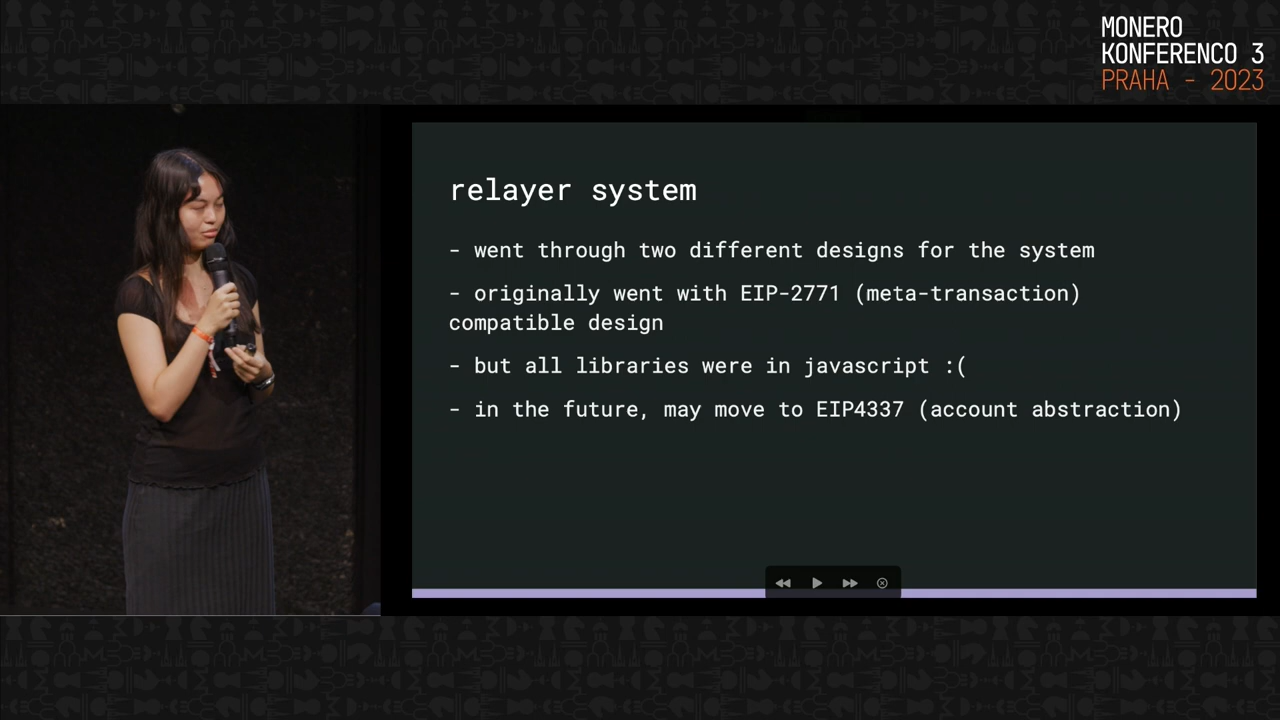 MONERO
KONFERENCO 3
PRAHA - 2023
relayer system
- went through two different designs for the system
- originally went with EIP-2771 (meta-transaction)
compatible design
- but all libraries were in javascript :(
- in the future, may move to EIP4337 (account abstraction)